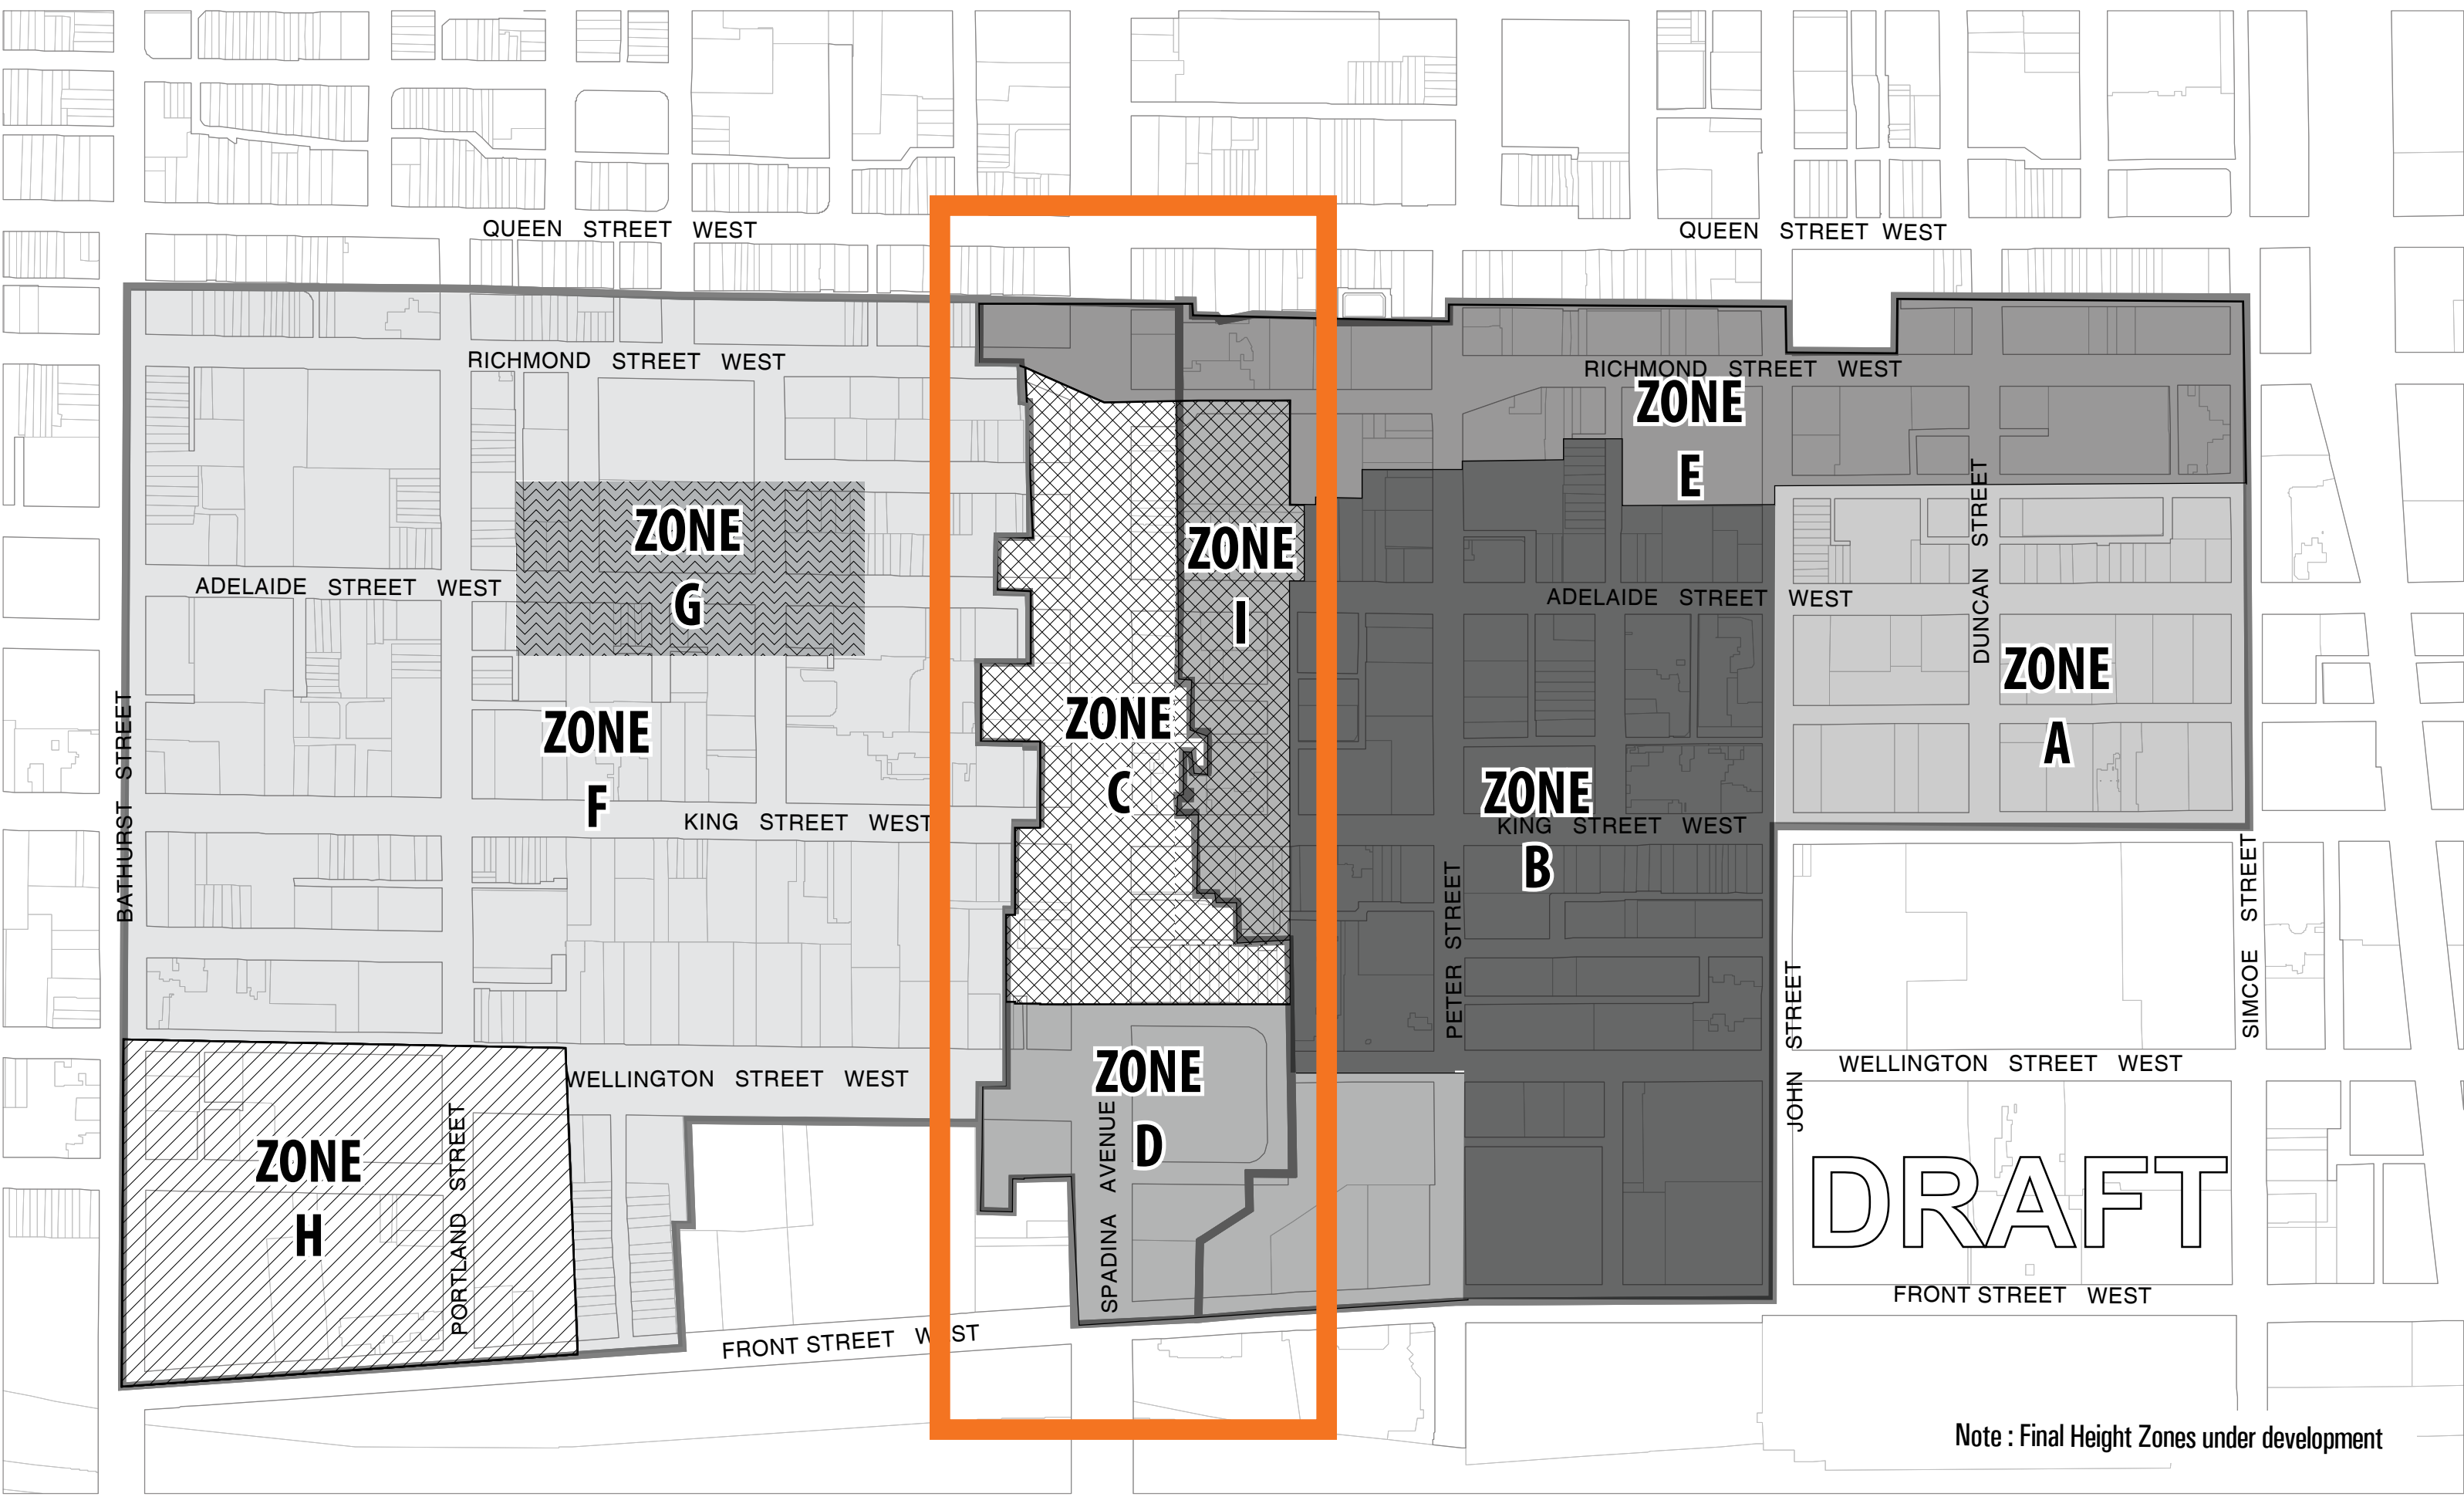 QUEEN STREET WEST
QUEEN STREET WEST
RICHMOND STREET WEST
RICHMOND STREET WEST
ZONE
E
ZONE
G
ZONE
I
ADELAIDE STREET WEST
ADELAIDE STREET WEST
DUNCAN STREET
ZONE
A
ZONE
F
ZONE
C
ZONE
B
BATHURST STREET
KING STREET WEST
KING STREET WEST
PETER STREET
JOHN STREET
SIMCOE STREET
WELLINGTON STREET WEST
WELLINGTON STREET WEST
ZONE
D
ZONE
H
PORTLAND STREET
SPADINA AVENUE
DRAFT
FRONT STREET WEST
FRONT STREET WEST
Note : Final Height Zones under development